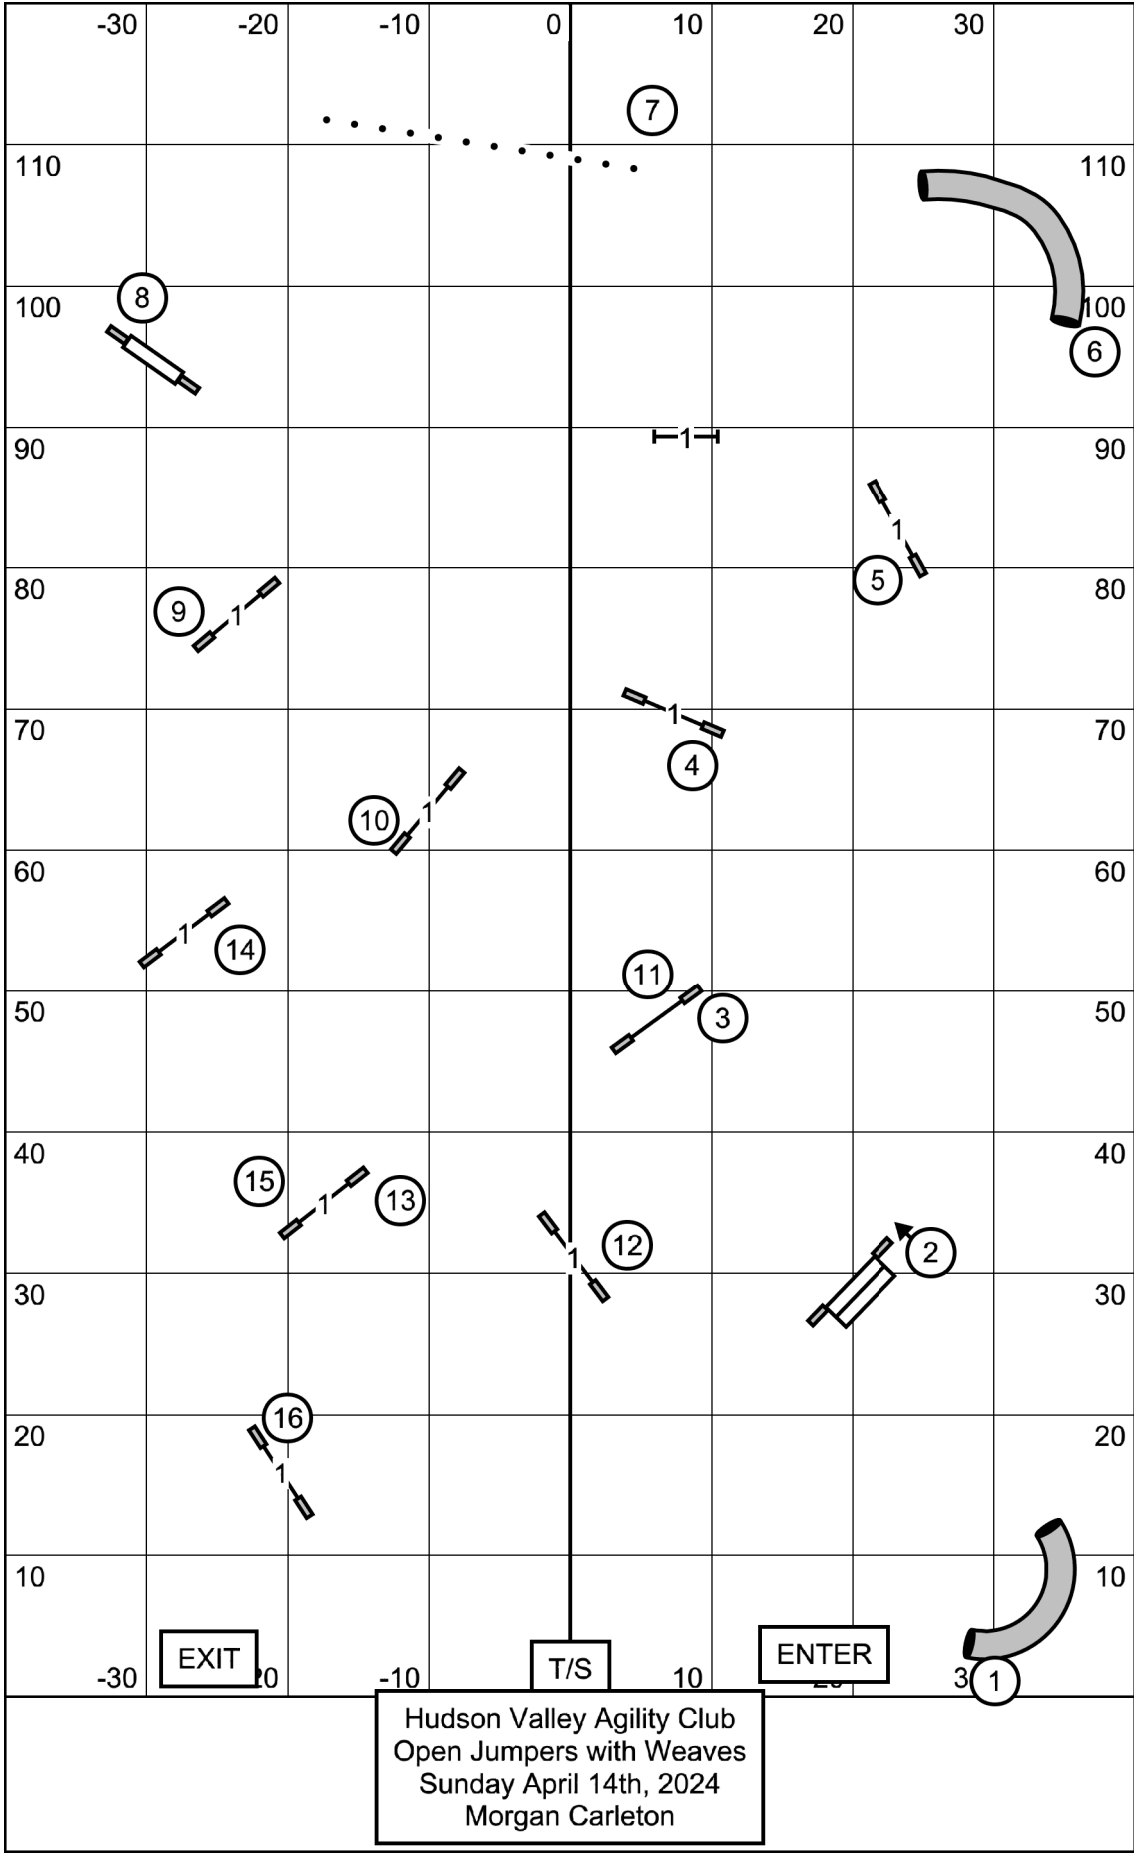 -30 -20 -10 0 10 20 30
7
110 110
8
100 100
6
90 1 90
1
80 5 80
9 1
70 1 70
4
10 1
60 60
1 14
11
50 3 50
40 40
15 1 13
12
1 2
30 30
16
20 20
1
10 10
EXIT T/S ENTER
-30 20 -10 10 20 3 1
Hudson Valley Agility Club
Open Jumpers with Weaves
Sunday April 14th, 2024
Morgan Carleton